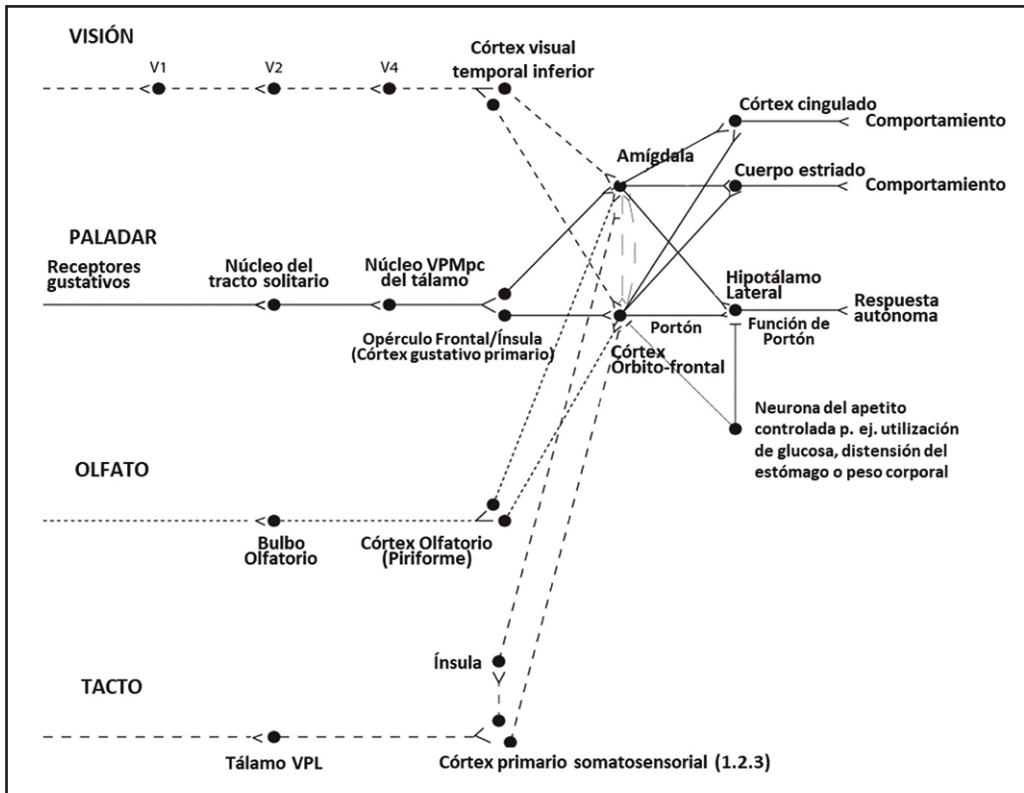 VISIÓN
V1
V2
V4
Córtex visual
temporal inferior
Córtex cingulado
Comportamiento
Amígdala
Cuerpo estriado
Comportamiento
PALADAR
Receptores
gustativos
Núcleo del
tracto solitario
Núcleo VPMpc
del tálamo
Opérculo Frontal/Ínsula
(Córtex gustativo primario)
Hipotálamo
Lateral
Respuesta
autónoma
Portón
Función de
Portón
Córtex
Órbito-frontal
Neurona del apetito
controlada p. ej. utilización
de glucosa, distensión del
estómago o peso corporal
OLFATO
Bulbo
Olfatorio
Córtex Olfatorio
(Piriforme)
Ínsula
TACTO
Tálamo VPL
Córtex primario somatosensorial (1.2.3)